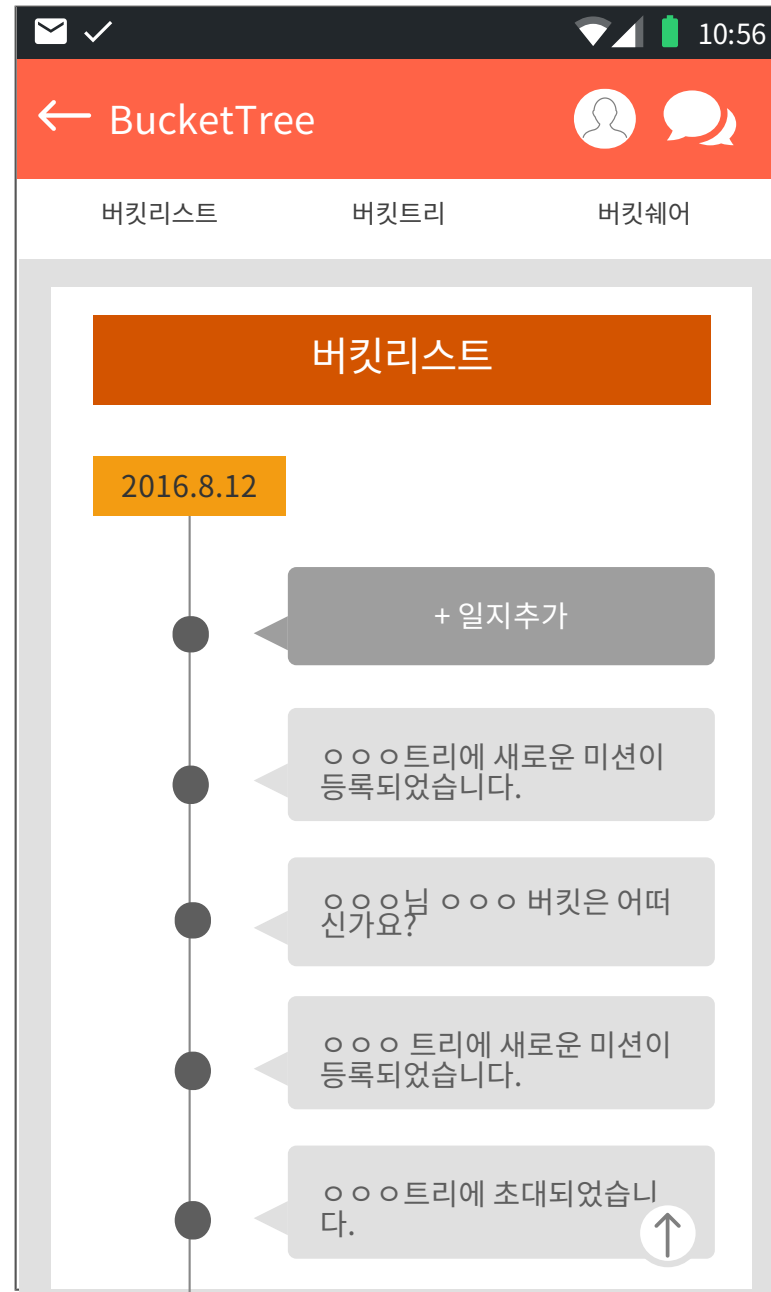 10:56
BucketTree
버킷리스트 버킷트리 버킷쉐어
버킷리스트
2016.8.12
+ 일지추가
ㅇㅇㅇ트리에 새로운 미션이
등록되었습니다.
ㅇㅇㅇ님 ㅇㅇㅇ 버킷은 어떠
신가요?
ㅇㅇㅇ 트리에 새로운 미션이
등록되었습니다.
ㅇㅇㅇ트리에 초대되었습니
다.